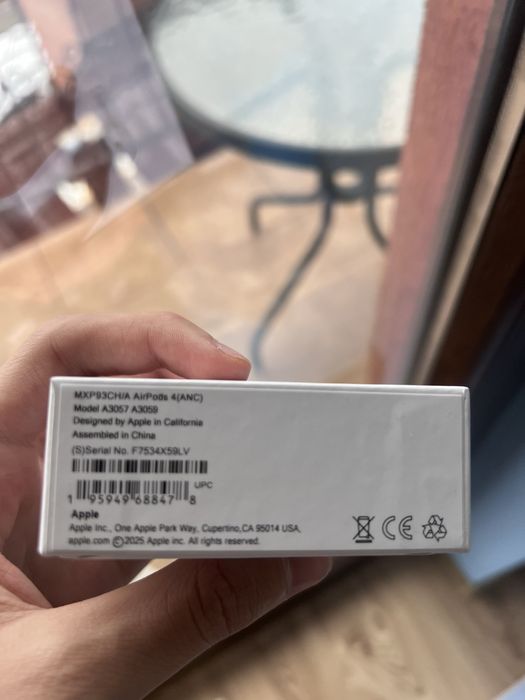 MXP93CH/A AirPods 4(ANC)
Model A3057 A3059
Designed by Apple in California
Assembled in China
(S)Serial No. F7534X59LV
UPC
1 95949 68847 8
Apple
Apple Inc., One Apple Park Way, Cupertino,CA 95014 USA,
apple.com ©2025 Apple inc. All rights reserved.
CE